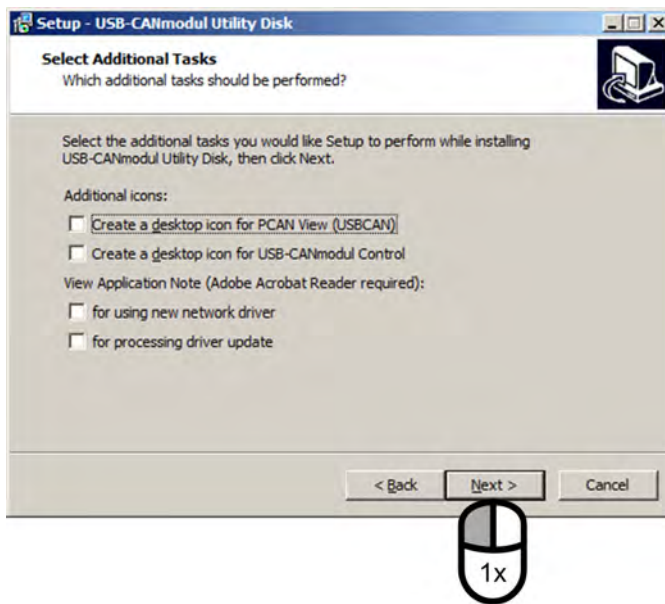 Setup - USB-CANmodul Utility Disk
Select Additional Tasks
Which additional tasks should be performed?
Select the additional tasks you would like Setup to perform while installing
USB-CANmodul Utility Disk, then click Next.
Additional icons:
Create a desktop icon for PCAN View (USBCAN)
Create a desktop icon for USB-CANmodul Control
View Application Note (Adobe Acrobat Reader required):
for using new network driver
for processing driver update
< Back Next > Cancel
1x